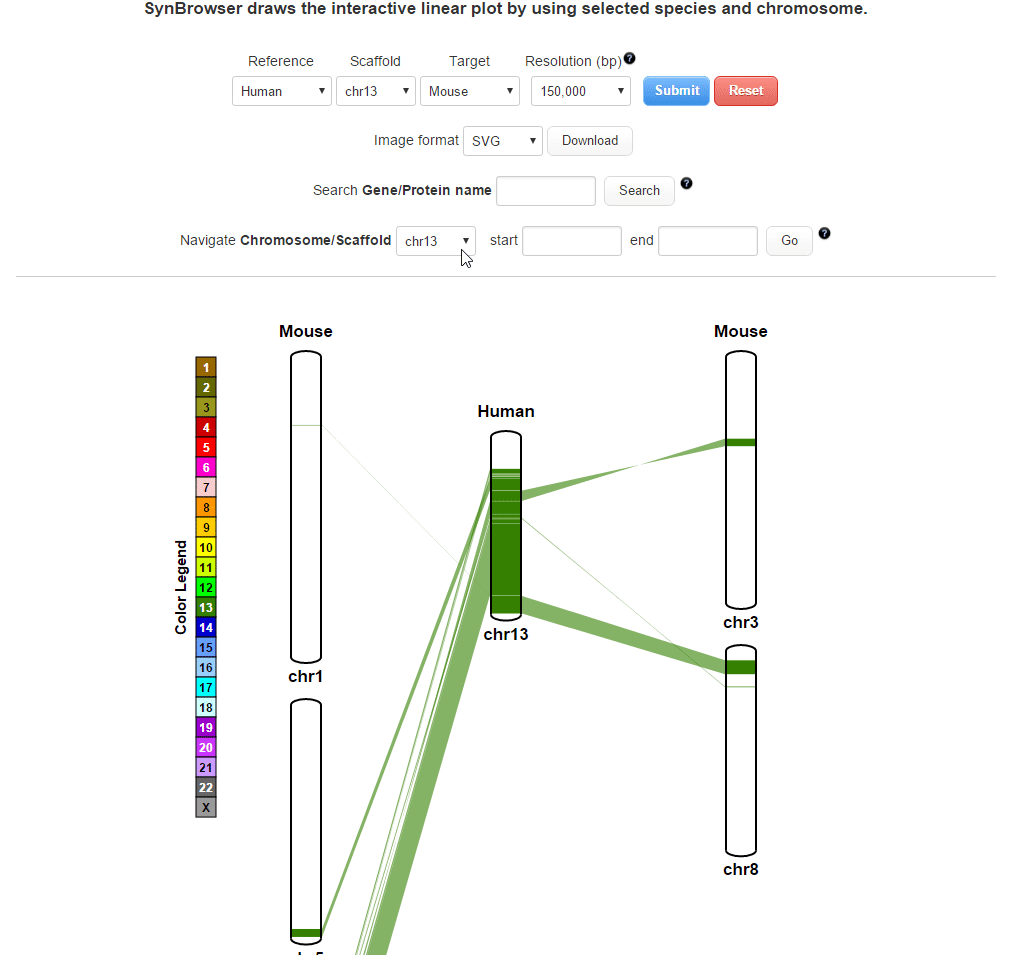 SynBrowser draws the interactive linear plot by using selected species and chromosome.
Reference Scaffold Target Resolution (bp) ?
Human chr13 Mouse 150,000 Submit Reset
Image format SVG Download
Search Gene/Protein name Search ?
Navigate Chromosome/Scaffold chr13 start end Go ?
Mouse
Mouse
Human
Color Legend
1
2
3
4
5
6
7
8
9
10
11
12
13
14
15
16
17
18
19
20
21
22
X
chr13
chr3
chr1
chr8